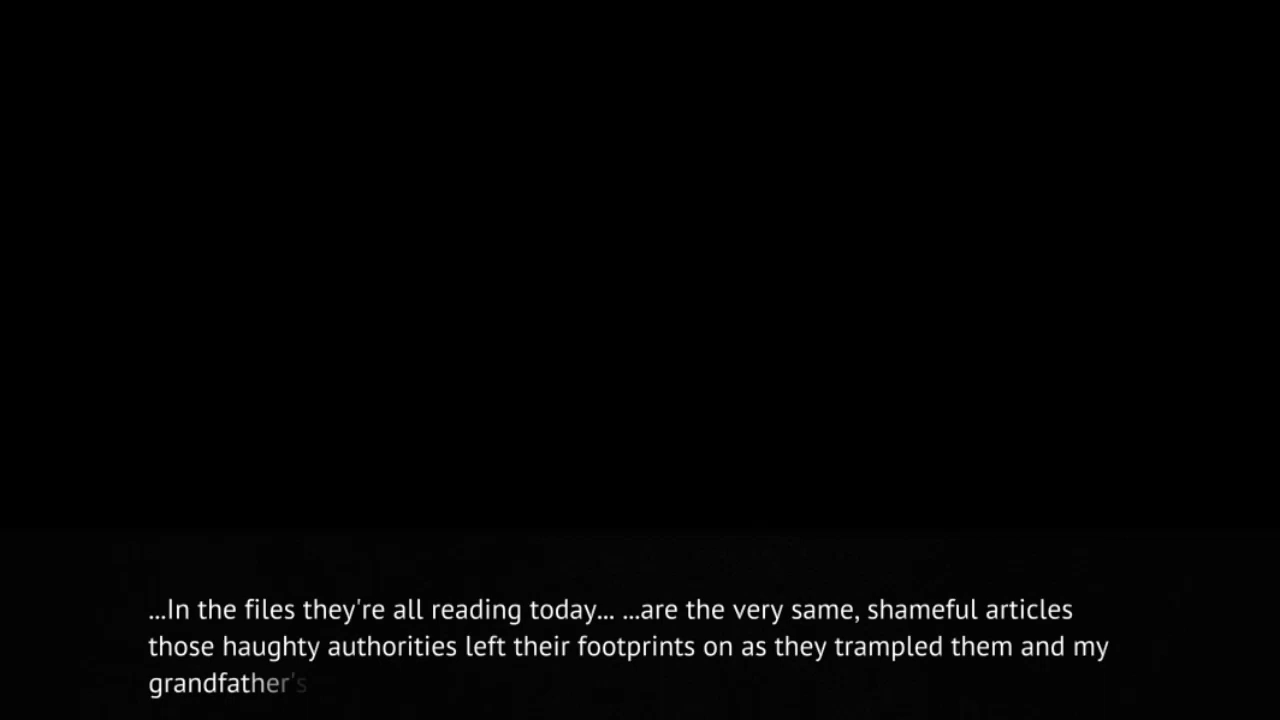 ...In the files they're all reading today... ...are the very same, shameful articles
those haughty authorities left their footprints on as they trampled them and my
grandfather's